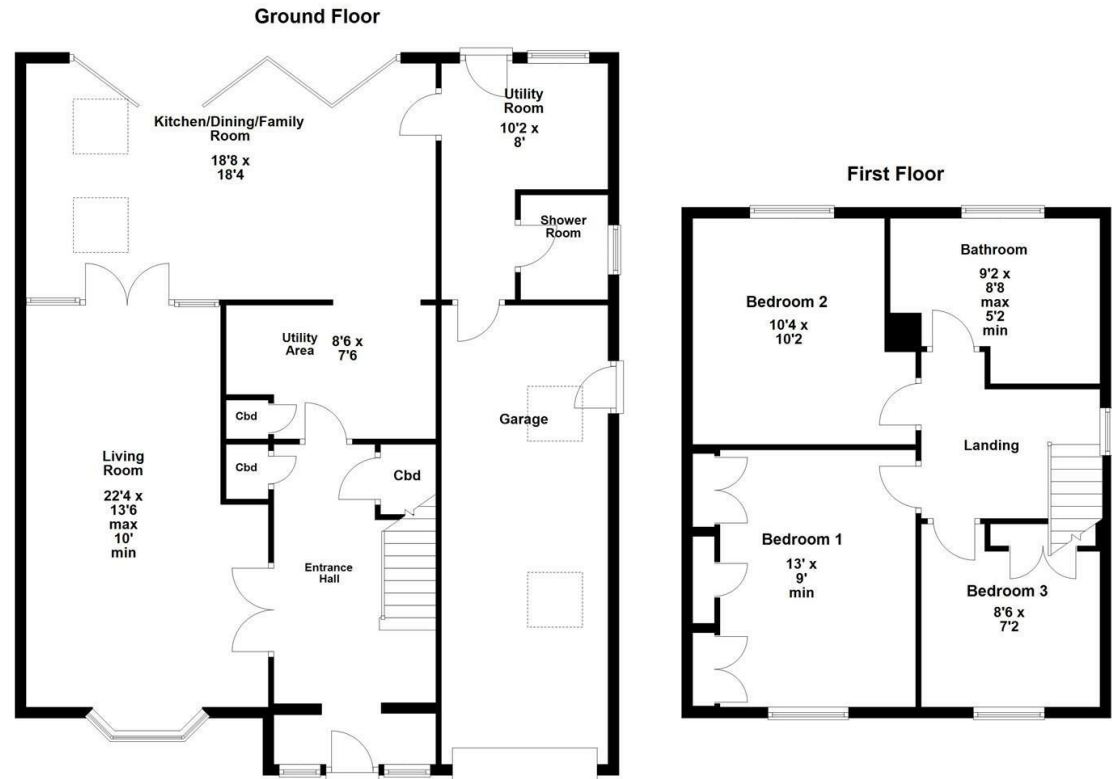 Ground Floor
Kitchen/Dining/Family
Room
18'8 x
18'4
Utility
Room
10'2 x
8'
Shower
Room
Utility
Area
8'6 x
7'6
Cbd
Cbd
Cbd
Garage
Living
Room
22'4 x
13'6
max
10'
min
Entrance
Hall
First Floor
Bedroom 2
10'4 x
10'2
Bathroom
9'2 x
8'8
max
5'2
min
Landing
Bedroom 1
13' x
9'
min
Bedroom 3
8'6 x
7'2